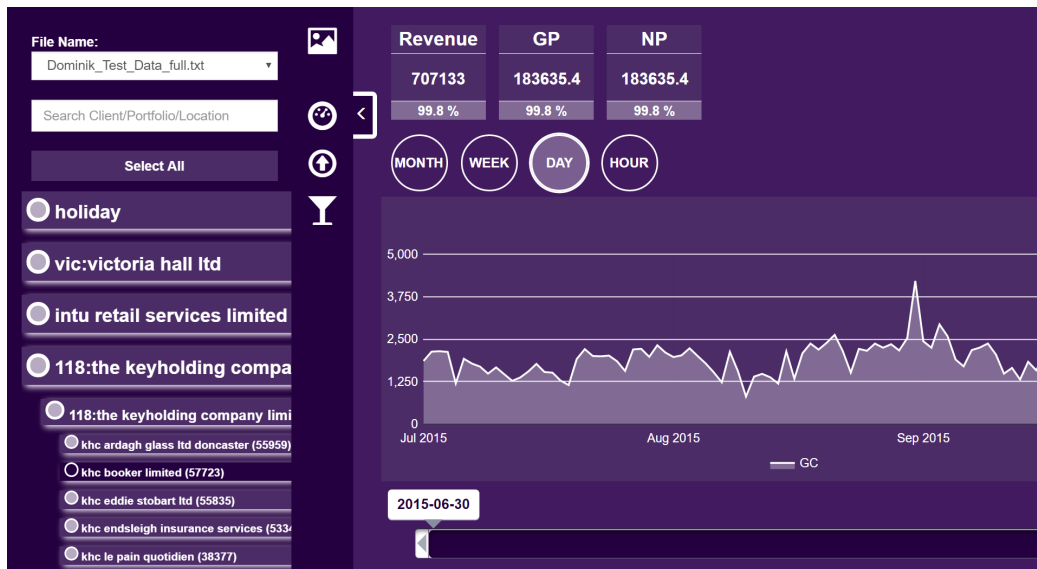 File Name:
Dominik_Test_Data_full.txt
Search Client/Portfolio/Location
Select All
holiday
vic:victoria hall ltd
intu retail services limited
118:the keyholding compa
118:the keyholding company limi
khc ardagh glass ltd doncaster (55959)
khc booker limited (57723)
khc eddie stobart ltd (55835)
khc endsleigh insurance services (534
khc le pain quotidien (38377)
Revenue GP NP
707133 183635.4 183635.4
99.8 % 99.8 % 99.8 %
MONTH WEEK DAY HOUR
5,000
3,750
2,500
1,250
0
Jul 2015 Aug 2015 Sep 2015
GC
2015-06-30